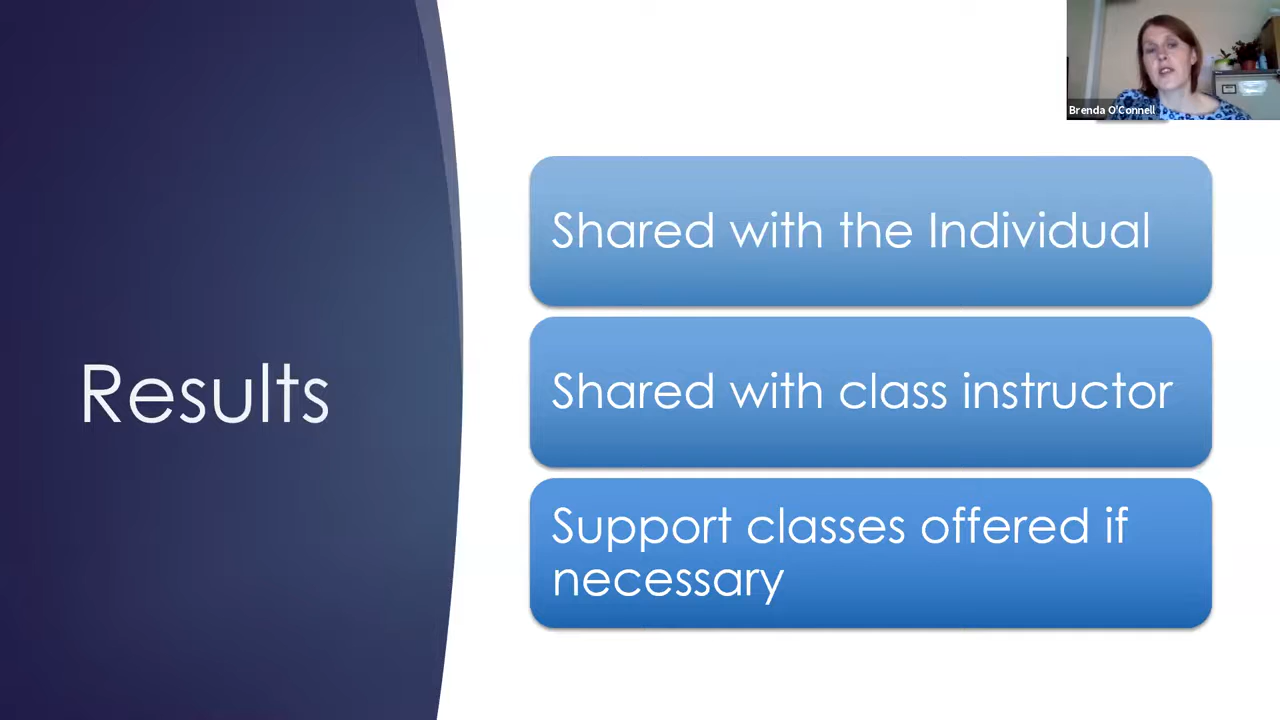 Brenda O'Connell
Shared with the Individual
Results
Shared with class instructor
Support classes offered if
necessary